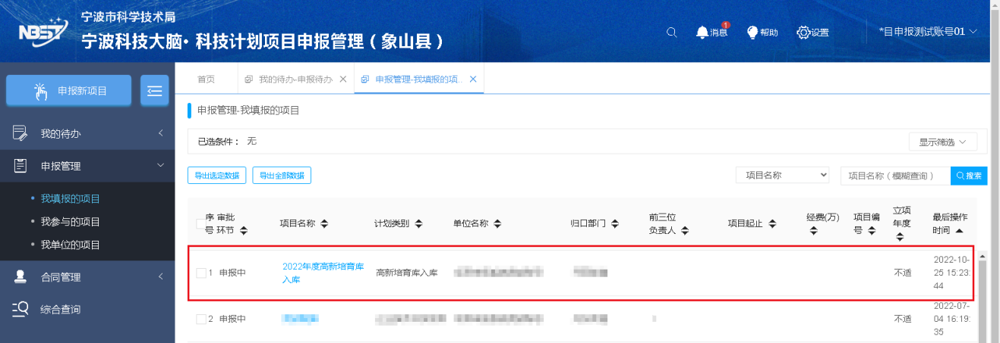 宁波市科学技术局
NBEST
宁波科技大脑·科技计划项目申报管理（象山县）
消息
1
帮助
设置
*目申报测试账号01
申报新项目
首页
我的待办-申报待办
申报管理-我填报的项..
我的待办
申报管理
我填报的项目
我参与的项目
我单位的项目
合同管理
综合查询
申报管理-我填报的项目
已选条件： 无
显示筛选
导出选定数据
导出全部数据
项目名称
项目名称（模糊查询）
搜索
序号
审批环节
项目名称
计划类别
单位名称
归口部门
前三位
负责人
项目起止
经费(万)
项目编
号
立项
年度
最后操作
时间
1 申报中
2022年度高新培育库
入库
高新培育库入库
不适
2022-10-
25 15:23:
44
2 申报中
不适
2022-07-
04 16:19:
35